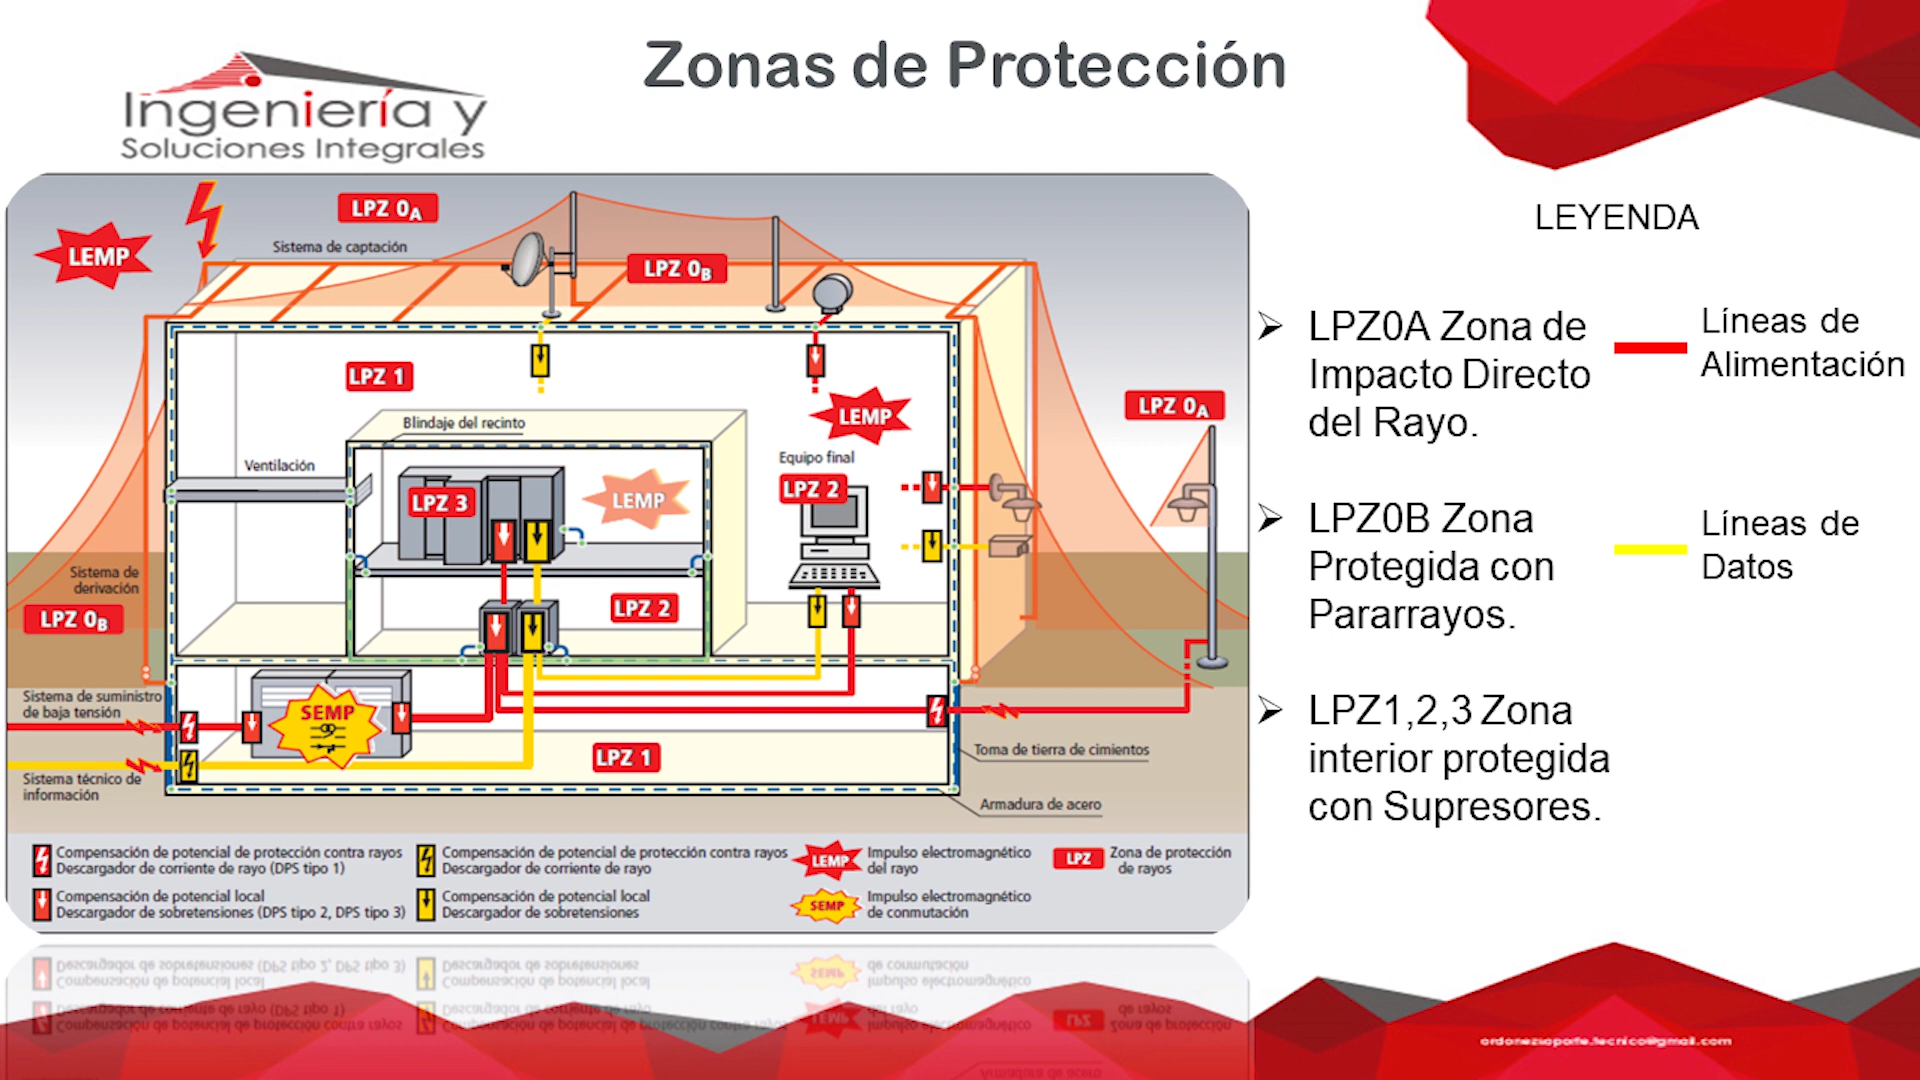 Zonas de Protección
Ingeniería y
Soluciones Integrales
LPZ 0A
LEMP
Sistema de captación
LPZ 0B
LPZ 1
LEMP
LPZ 0A
Blindaje del recinto
Ventilación
Equipo final
LPZ 2
LPZ 3
LEMP
Sistema de
derivación
LPZ 0B
LPZ 2
Sistema de suministro
de baja tensión
SEMP
LPZ 1
Toma de tierra de cimientos
Sistema técnico de
información
Armadura de acero
Compensación de potencial de protección contra rayos
Descargador de corriente de rayo (DPS tipo 1)
Compensación de potencial local
Descargador de sobretensiones (DPS tipo 2, DPS tipo 3)
Compensación de potencial de protección contra rayos
Descargador de corriente de rayo
Compensación de potencial local
Descargador de sobretensiones
LEMP
Impulso electromagnético
del rayo
SEMP
Impulso electromagnético
de conmutación
LPZ
Zona de protección
de rayos
LEYENDA
LPZ0A Zona de
Impacto Directo
del Rayo.
Líneas de
Alimentación
LPZ0B Zona
Protegida con
Pararrayos.
Líneas de
Datos
LPZ1,2,3 Zona
interior protegida
con Supresores.